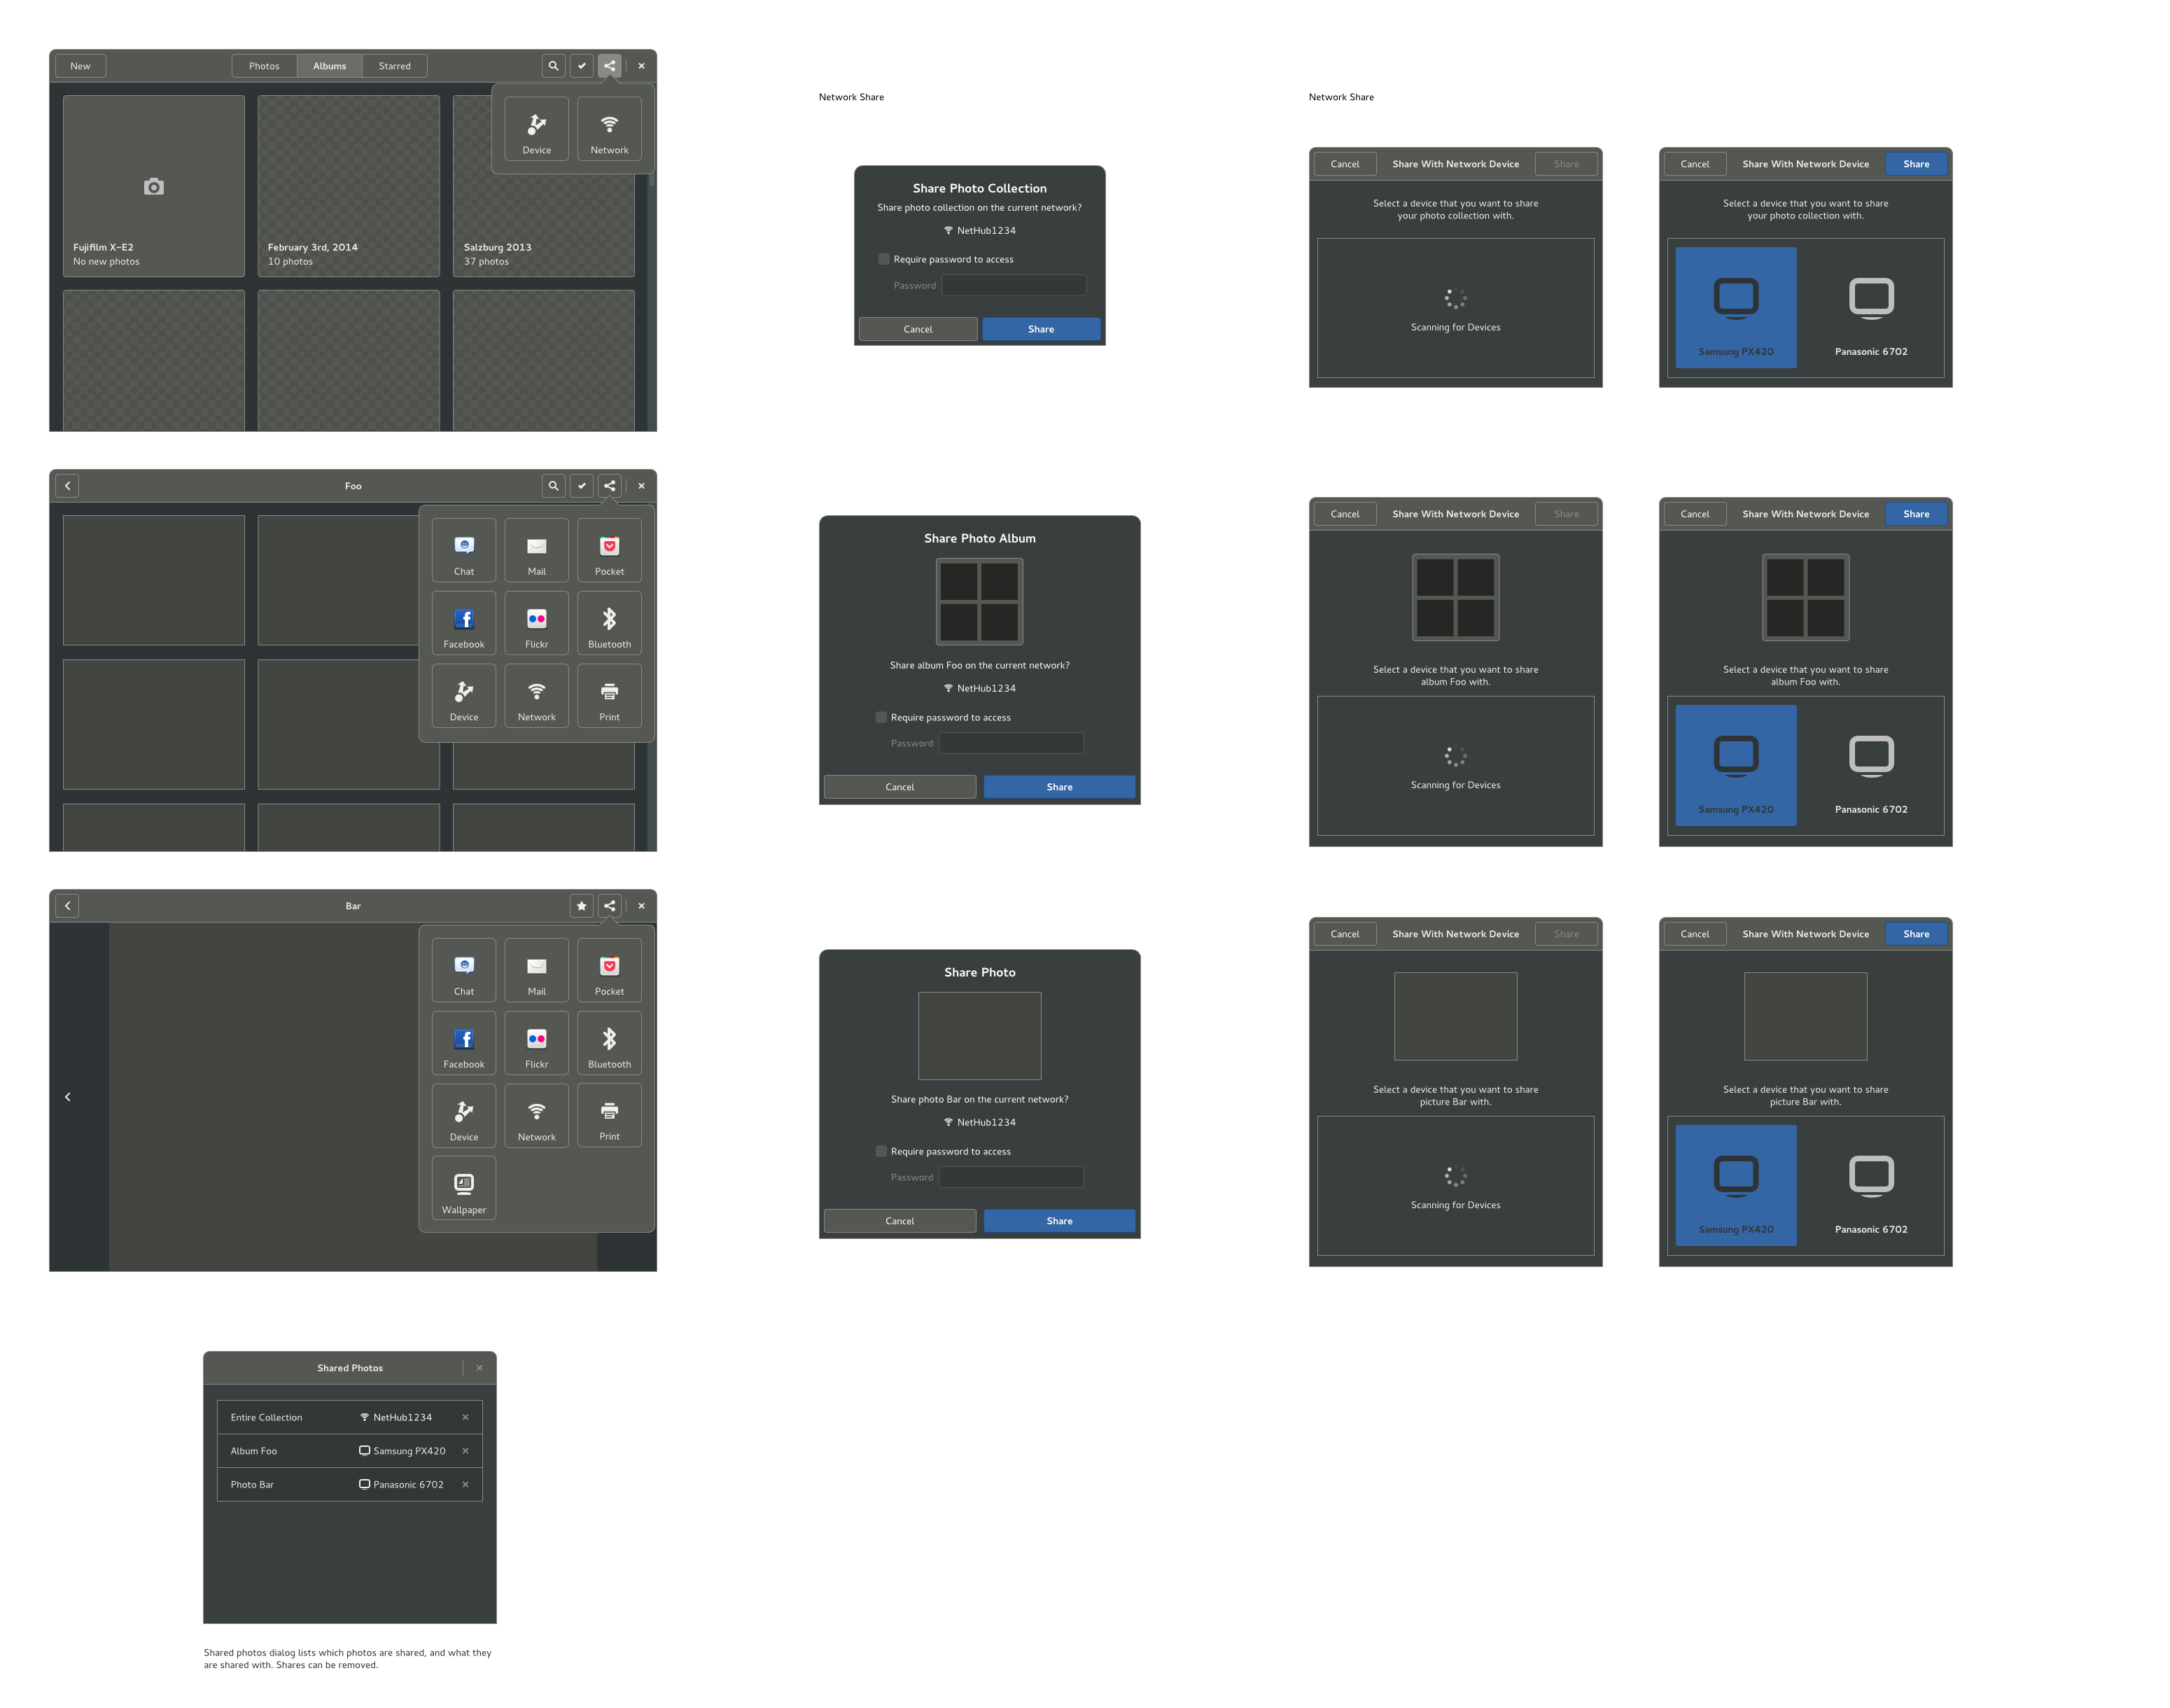 New
Photos
Albums
Starred
Device
Network
Fujifilm X-E2
No new photos
February 3rd, 2014
10 photos
Salzburg 2013
37 photos
Network Share
Share Photo Collection
Share photo collection on the current network?
NetHub1234
Require password to access
Password
Cancel
Share
Network Share
Cancel
Share With Network Device
Share
Select a device that you want to share
your photo collection with.
Scanning for Devices
Cancel
Share With Network Device
Share
Select a device that you want to share
your photo collection with.
Samsung PX420
Panasonic 6702
Foo
Chat
Mail
Pocket
Facebook
Flickr
Bluetooth
Device
Network
Print
Share Photo Album
Share album Foo on the current network?
NetHub1234
Require password to access
Password
Cancel
Share
Cancel
Share With Network Device
Share
Select a device that you want to share
album Foo with.
Scanning for Devices
Cancel
Share With Network Device
Share
Select a device that you want to share
album Foo with.
Samsung PX420
Panasonic 6702
Bar
Chat
Mail
Pocket
Facebook
Flickr
Bluetooth
Device
Network
Print
Wallpaper
Share Photo
Share photo Bar on the current network?
NetHub1234
Require password to access
Password
Cancel
Share
Cancel
Share With Network Device
Share
Select a device that you want to share
picture Bar with.
Scanning for Devices
Cancel
Share With Network Device
Share
Select a device that you want to share
picture Bar with.
Samsung PX420
Panasonic 6702
Shared Photos
Entire Collection
NetHub1234
Album Foo
Samsung PX420
Photo Bar
Panasonic 6702
Shared photos dialog lists which photos are shared, and what they
are shared with. Shares can be removed.